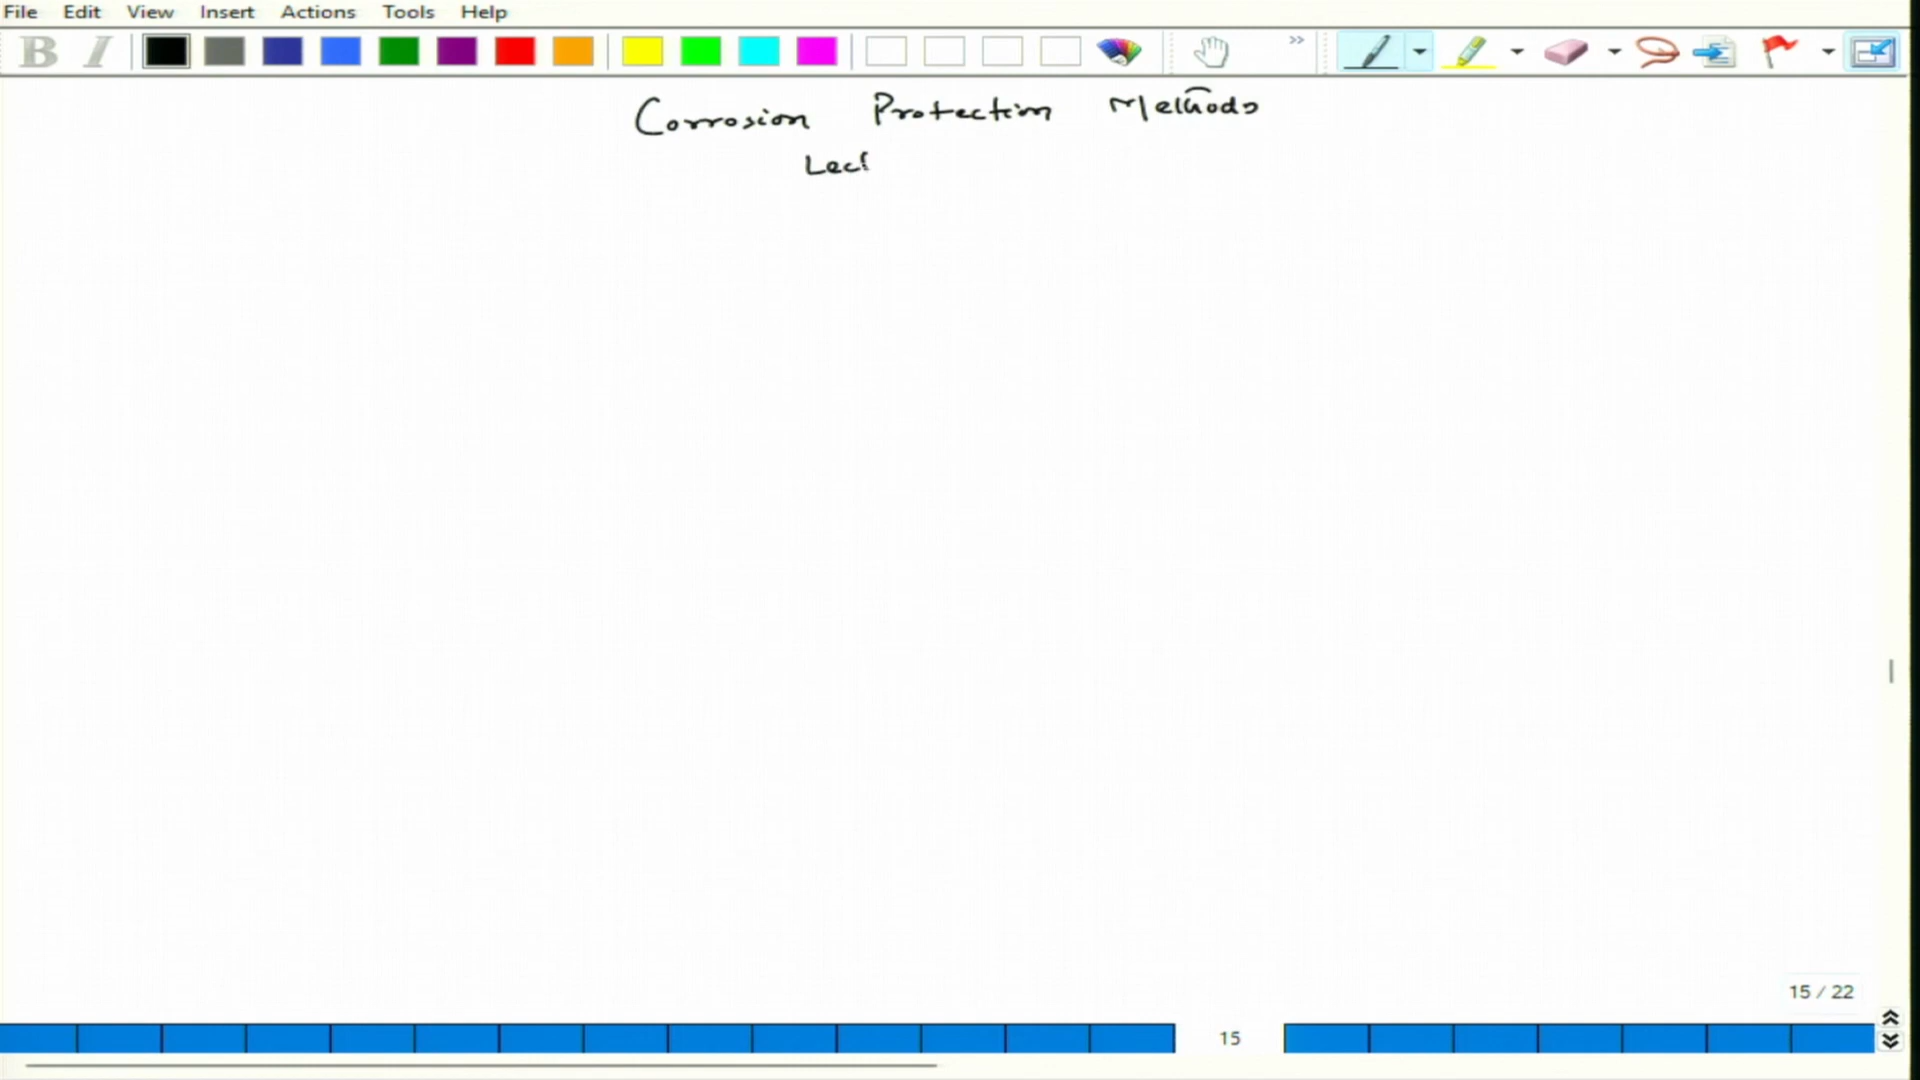 File Edit View Insert Actions Tools Help
B I
Corrosion Protection Methods
Lect
15 / 22
15